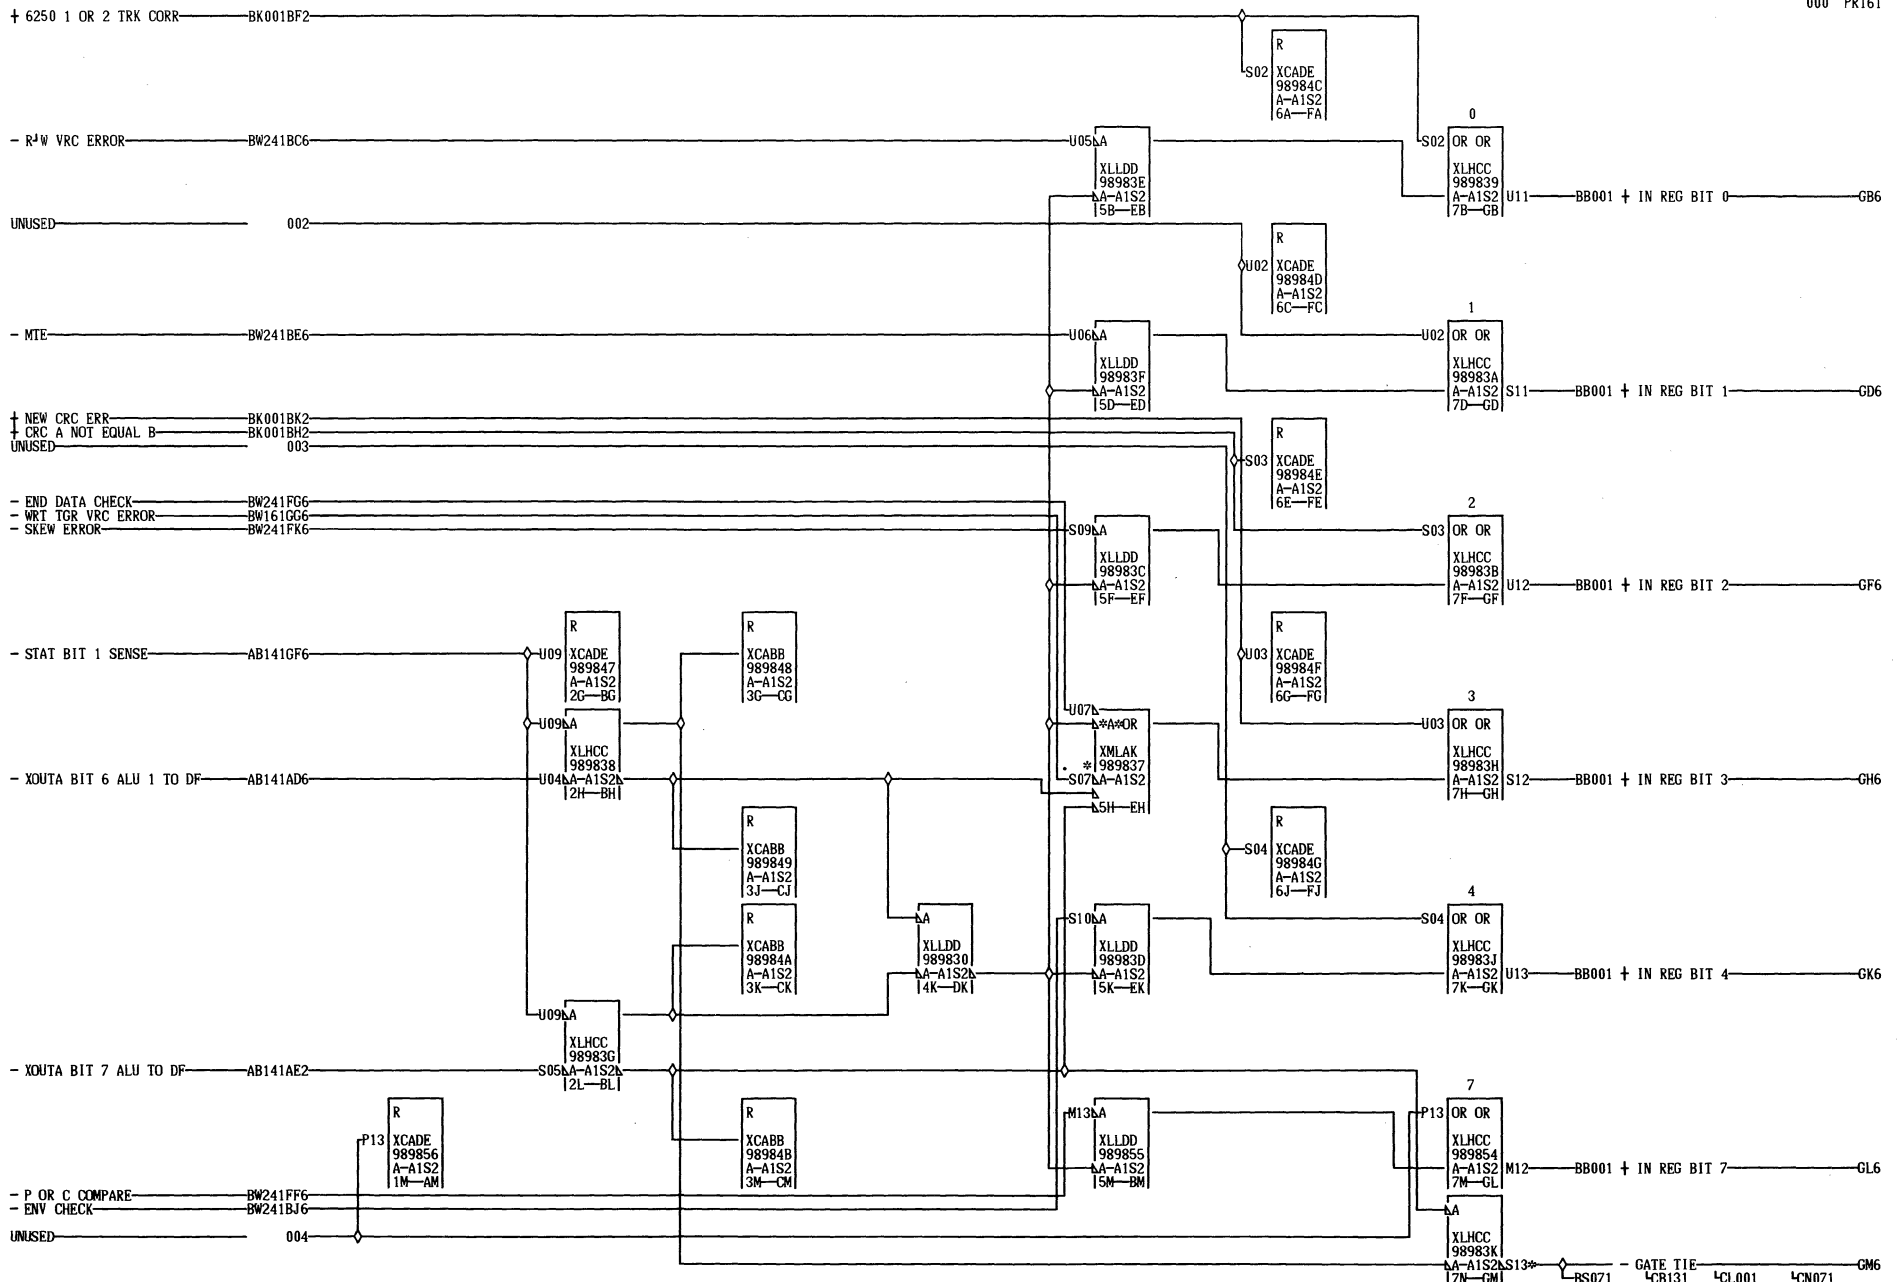 000 PR161
+ 6250 1 OR 2 TRK CORR BK001BF2
R
S02 XCADE
98984C
A-A1S2
6A FA
0
- R┘W VRC ERROR BW241BC6 U05 A S02 OR OR
XLLDD XLHCC
98983E 989839
A-A1S2 A-A1S2 U11 BB001 + IN REG BIT 0 GB6
5B EB 7B GB
UNUSED 002
R
U02 XCADE
98984D
A-A1S2
6C FC
1
- MTE BW241BE6 U06 A U02 OR OR
XLLDD XLHCC
98983F 98983A
A-A1S2 A-A1S2 S11 BB001 + IN REG BIT 1 GD6
5D ED 7D GD
+ NEW CRC ERR BK001BK2
+ CRC A NOT EQUAL B BK001BH2
UNUSED 003
R
S03 XCADE
98984E
A-A1S2
6E FE
- END DATA CHECK BW241FG6
- WRT TGR VRC ERROR BW161GG6
2
- SKEW ERROR BW241FK6 S09 A S03 OR OR
XLLDD XLHCC
98983C 98983B
A-A1S2 A-A1S2 U12 BB001 + IN REG BIT 2 GF6
5F EF 7F GF
R R R
- STAT BIT 1 SENSE AB141GF6 U09 XCADE XCABB U03 XCADE
989847 989848 98984F
A-A1S2 A-A1S2 A-A1S2
2G BG 3G CG 6G FG
3
U07
U09 A *A*OR U03 OR OR
XLHCC XMLAK XLHCC
989838 * 989837 98983H
- XOUTA BIT 6 ALU 1 TO DF AB141AD6 U04 A-A1S2 S07 A-A1S2 A-A1S2 S12 BB001 + IN REG BIT 3 GH6
2H BH 5H EH 7H GH
R R
XCABB S04 XCADE
989849 98984G
A-A1S2 A-A1S2
3J CJ 6J FJ
4
R A S10 A S04 OR OR
XCABB XLLDD XLLDD XLHCC
98984A 989830 98983D 98983J
A-A1S2 A-A1S2 A-A1S2 A-A1S2 U13 BB001 + IN REG BIT 4 GK6
3K CK 4K DK 5K EK 7K GK
U09 A
XLHCC
98983G
- XOUTA BIT 7 ALU TO DF AB141AE2 S05 A-A1S2
2L BL
7
R R M13 A P13 OR OR
P13 XCADE XCABB XLLDD XLHCC
989856 98984B 989855 989854
A-A1S2 A-A1S2 A-A1S2 A-A1S2 M12 BB001 + IN REG BIT 7 GL6
1M AM 3M CM 5M BM 7M GL
- P OR C COMPARE BW241FF6
- ENV CHECK BW241BJ6 A
UNUSED 004 XLHCC
98983K
A-A1S2 S13* - GATE TIE GM6
7N GM BS071 CB131 CL001 CN071